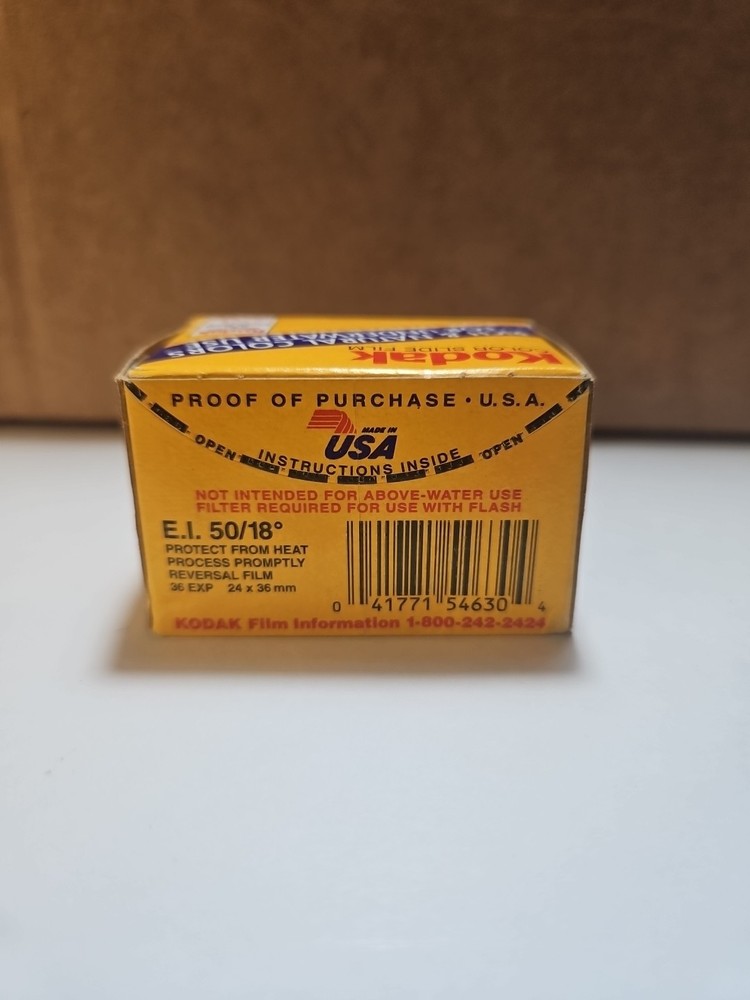 Kodak
COLOR SLIDE FILM
PROOF OF PURCHASE · U.S.A.
MADE IN
USA
OPEN INSTRUCTIONS INSIDE OPEN
NOT INTENDED FOR ABOVE-WATER USE
FILTER REQUIRED FOR USE WITH FLASH
E.I. 50/18°
PROTECT FROM HEAT
PROCESS PROMPTLY
REVERSAL FILM
36 EXP 24 x 36 mm
0 41771 54630 4
KODAK Film Information 1-800-242-2424